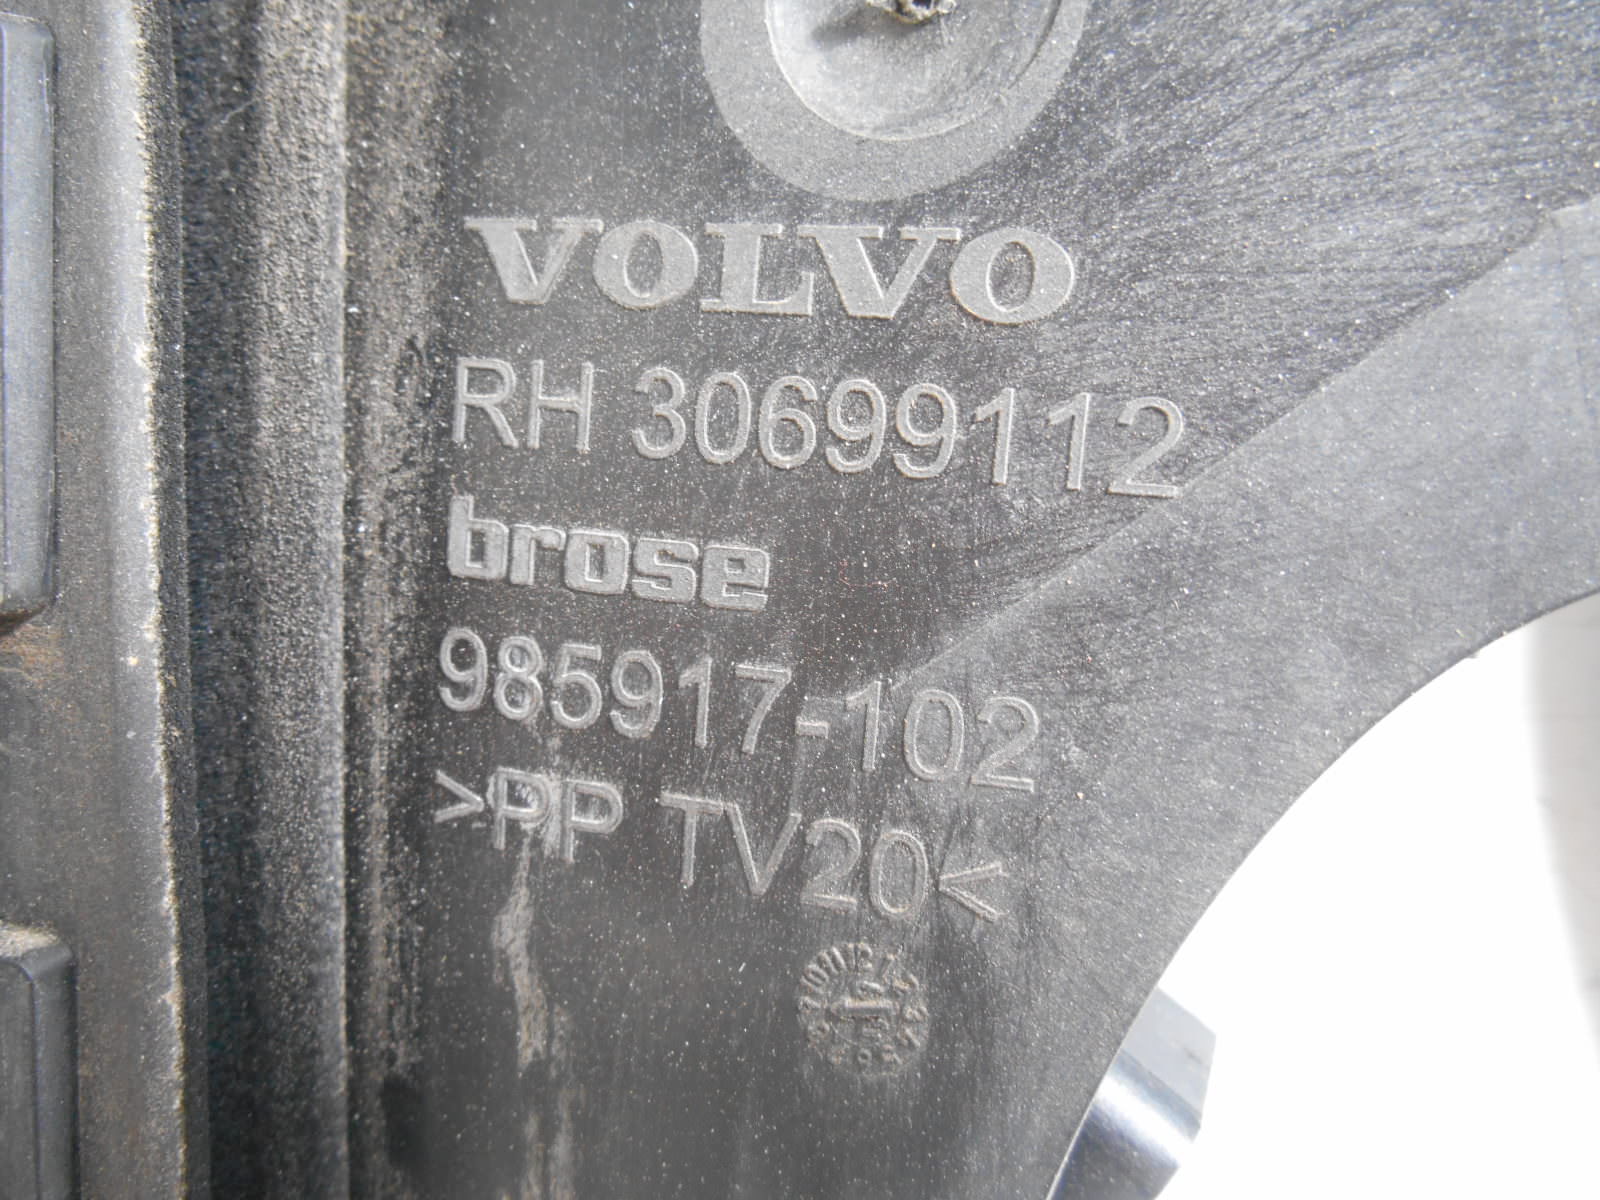 VOLVO
RH 30699112
brose
985917-102
>PP TV20<